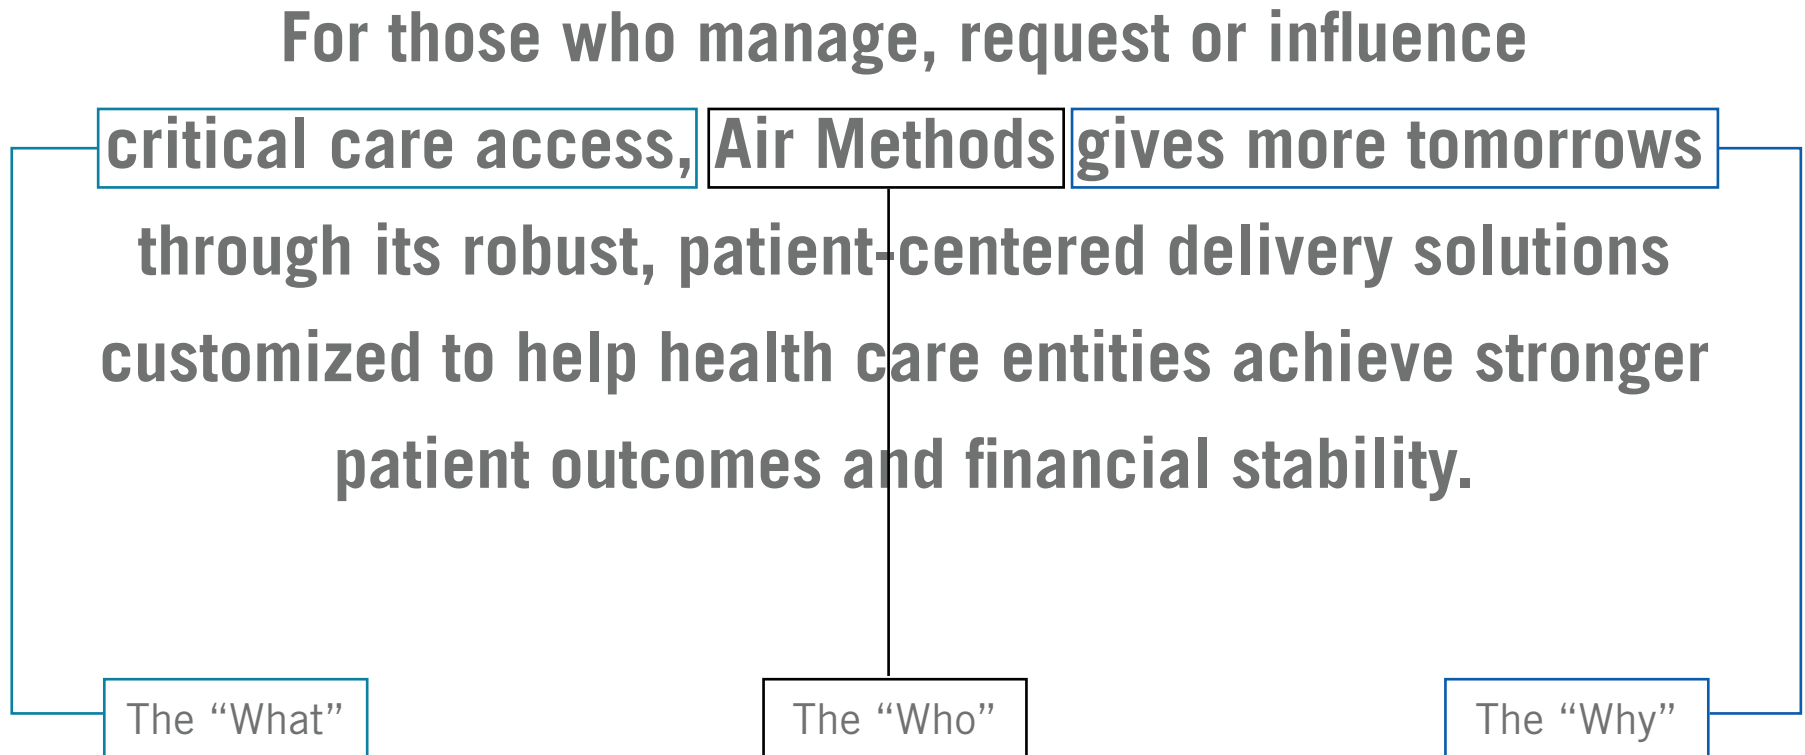 For those who manage, request or influence
critical care access, Air Methods gives more tomorrows
through its robust, patient-centered delivery solutions
customized to help health care entities achieve stronger
patient outcomes and financial stability.
The “What” The “Who” The “Why”